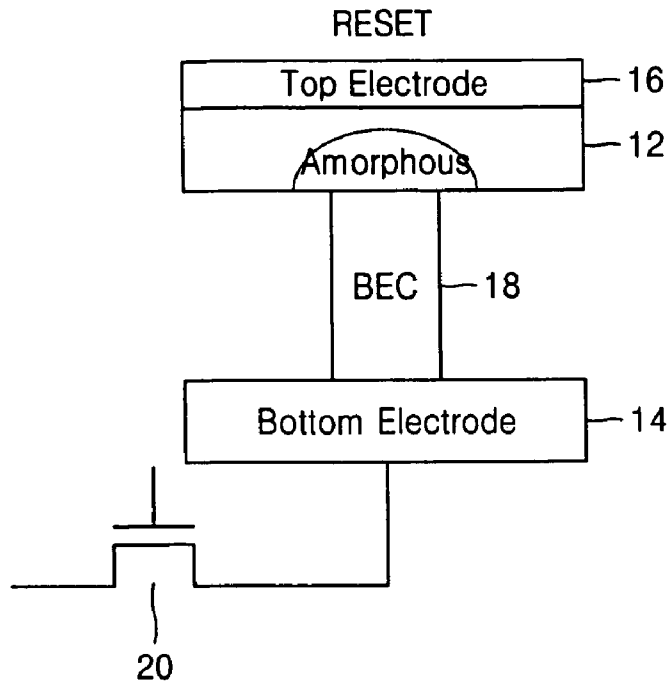 RESET
Top Electrode
16
12
Amorphous
BEC
18
Bottom Electrode
14
20